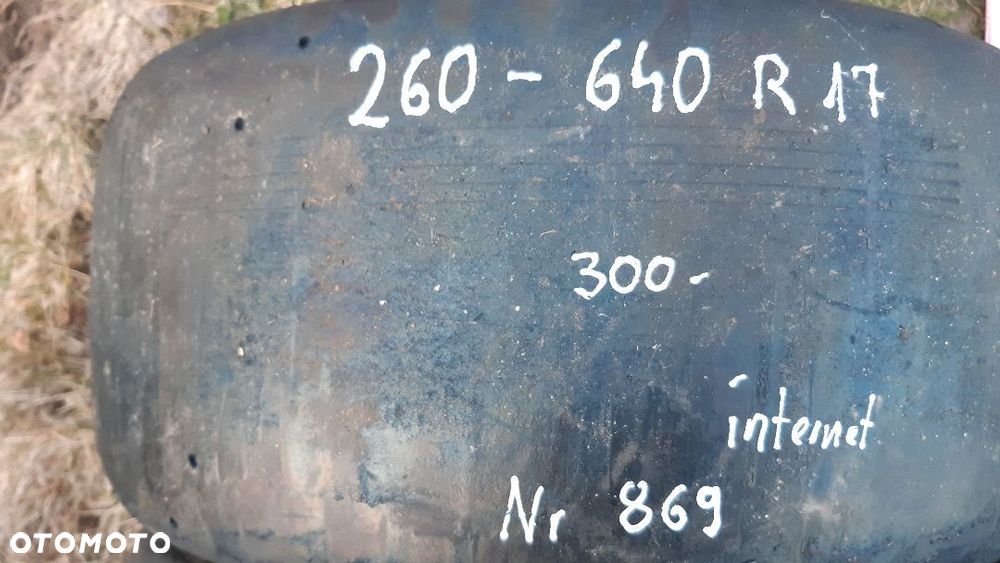 260 - 640 R 17
300-
internet
Nr 869
OTOMOTO